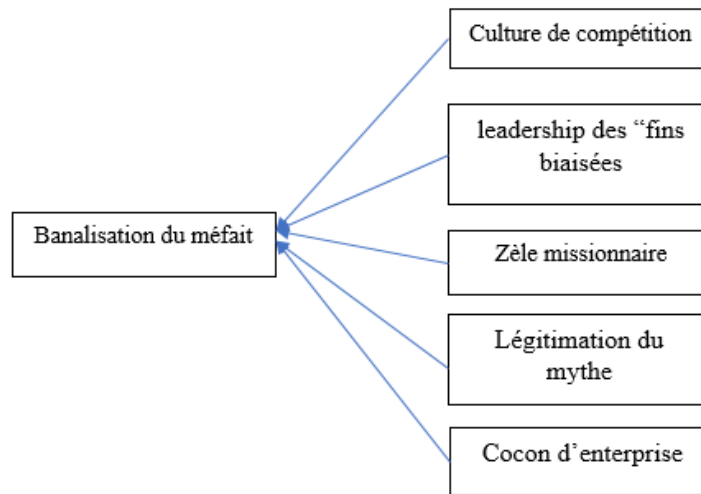 Culture de compétition
leadership des “fins
biaisées
Banalisation du méfait
Zèle missionnaire
Légitimation du
mythe
Cocon d’enterprise